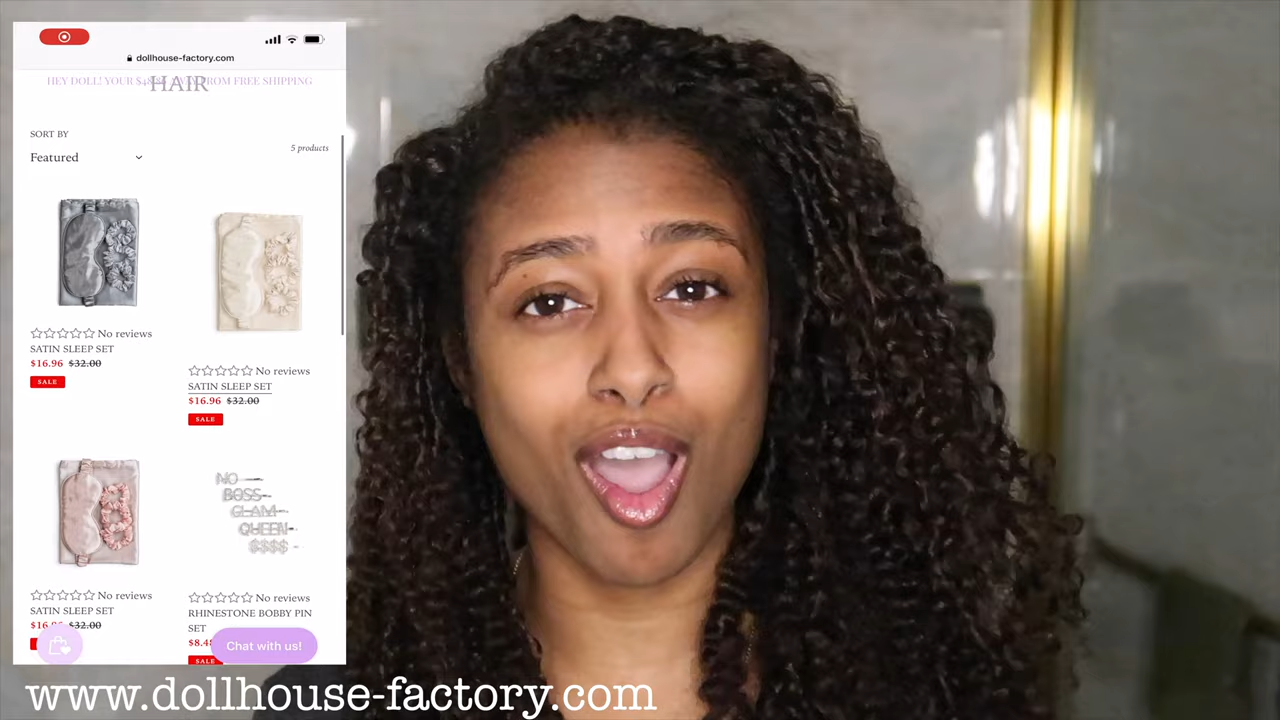 dollhouse-factory.com
HEY DOLL! YOUR FROM FREE SHIPPING
HAIR
SORT BY
5 products
Featured
No reviews
SATIN SLEEP SET
$16.96 $32.00
SALE
No reviews
SATIN SLEEP SET
$16.96 $32.00
SALE
NO
BOSS
GLAM
QUEEN
$$$$
No reviews
SATIN SLEEP SET
$32.00
No reviews
RHINESTONE BOBBY PIN
SET
SALE
Chat with us!
www.dollhouse-factory.com